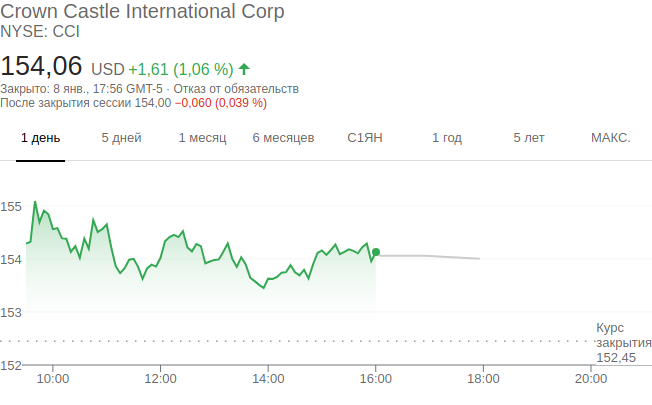 Crown Castle International Corp
NYSE: CCI
154,06 USD +1,61 (1,06 %)
Закрыто: 8 янв., 17:56 GMT-5 · Отказ от обязательств
После закрытия сессии 154,00 −0,060 (0,039 %)
1 день 5 дней 1 месяц 6 месяцев С1ЯН 1 год 5 лет МАКС.
155
154
153
Курс
закрытия
152,45
152
10:00 12:00 14:00 16:00 18:00 20:00